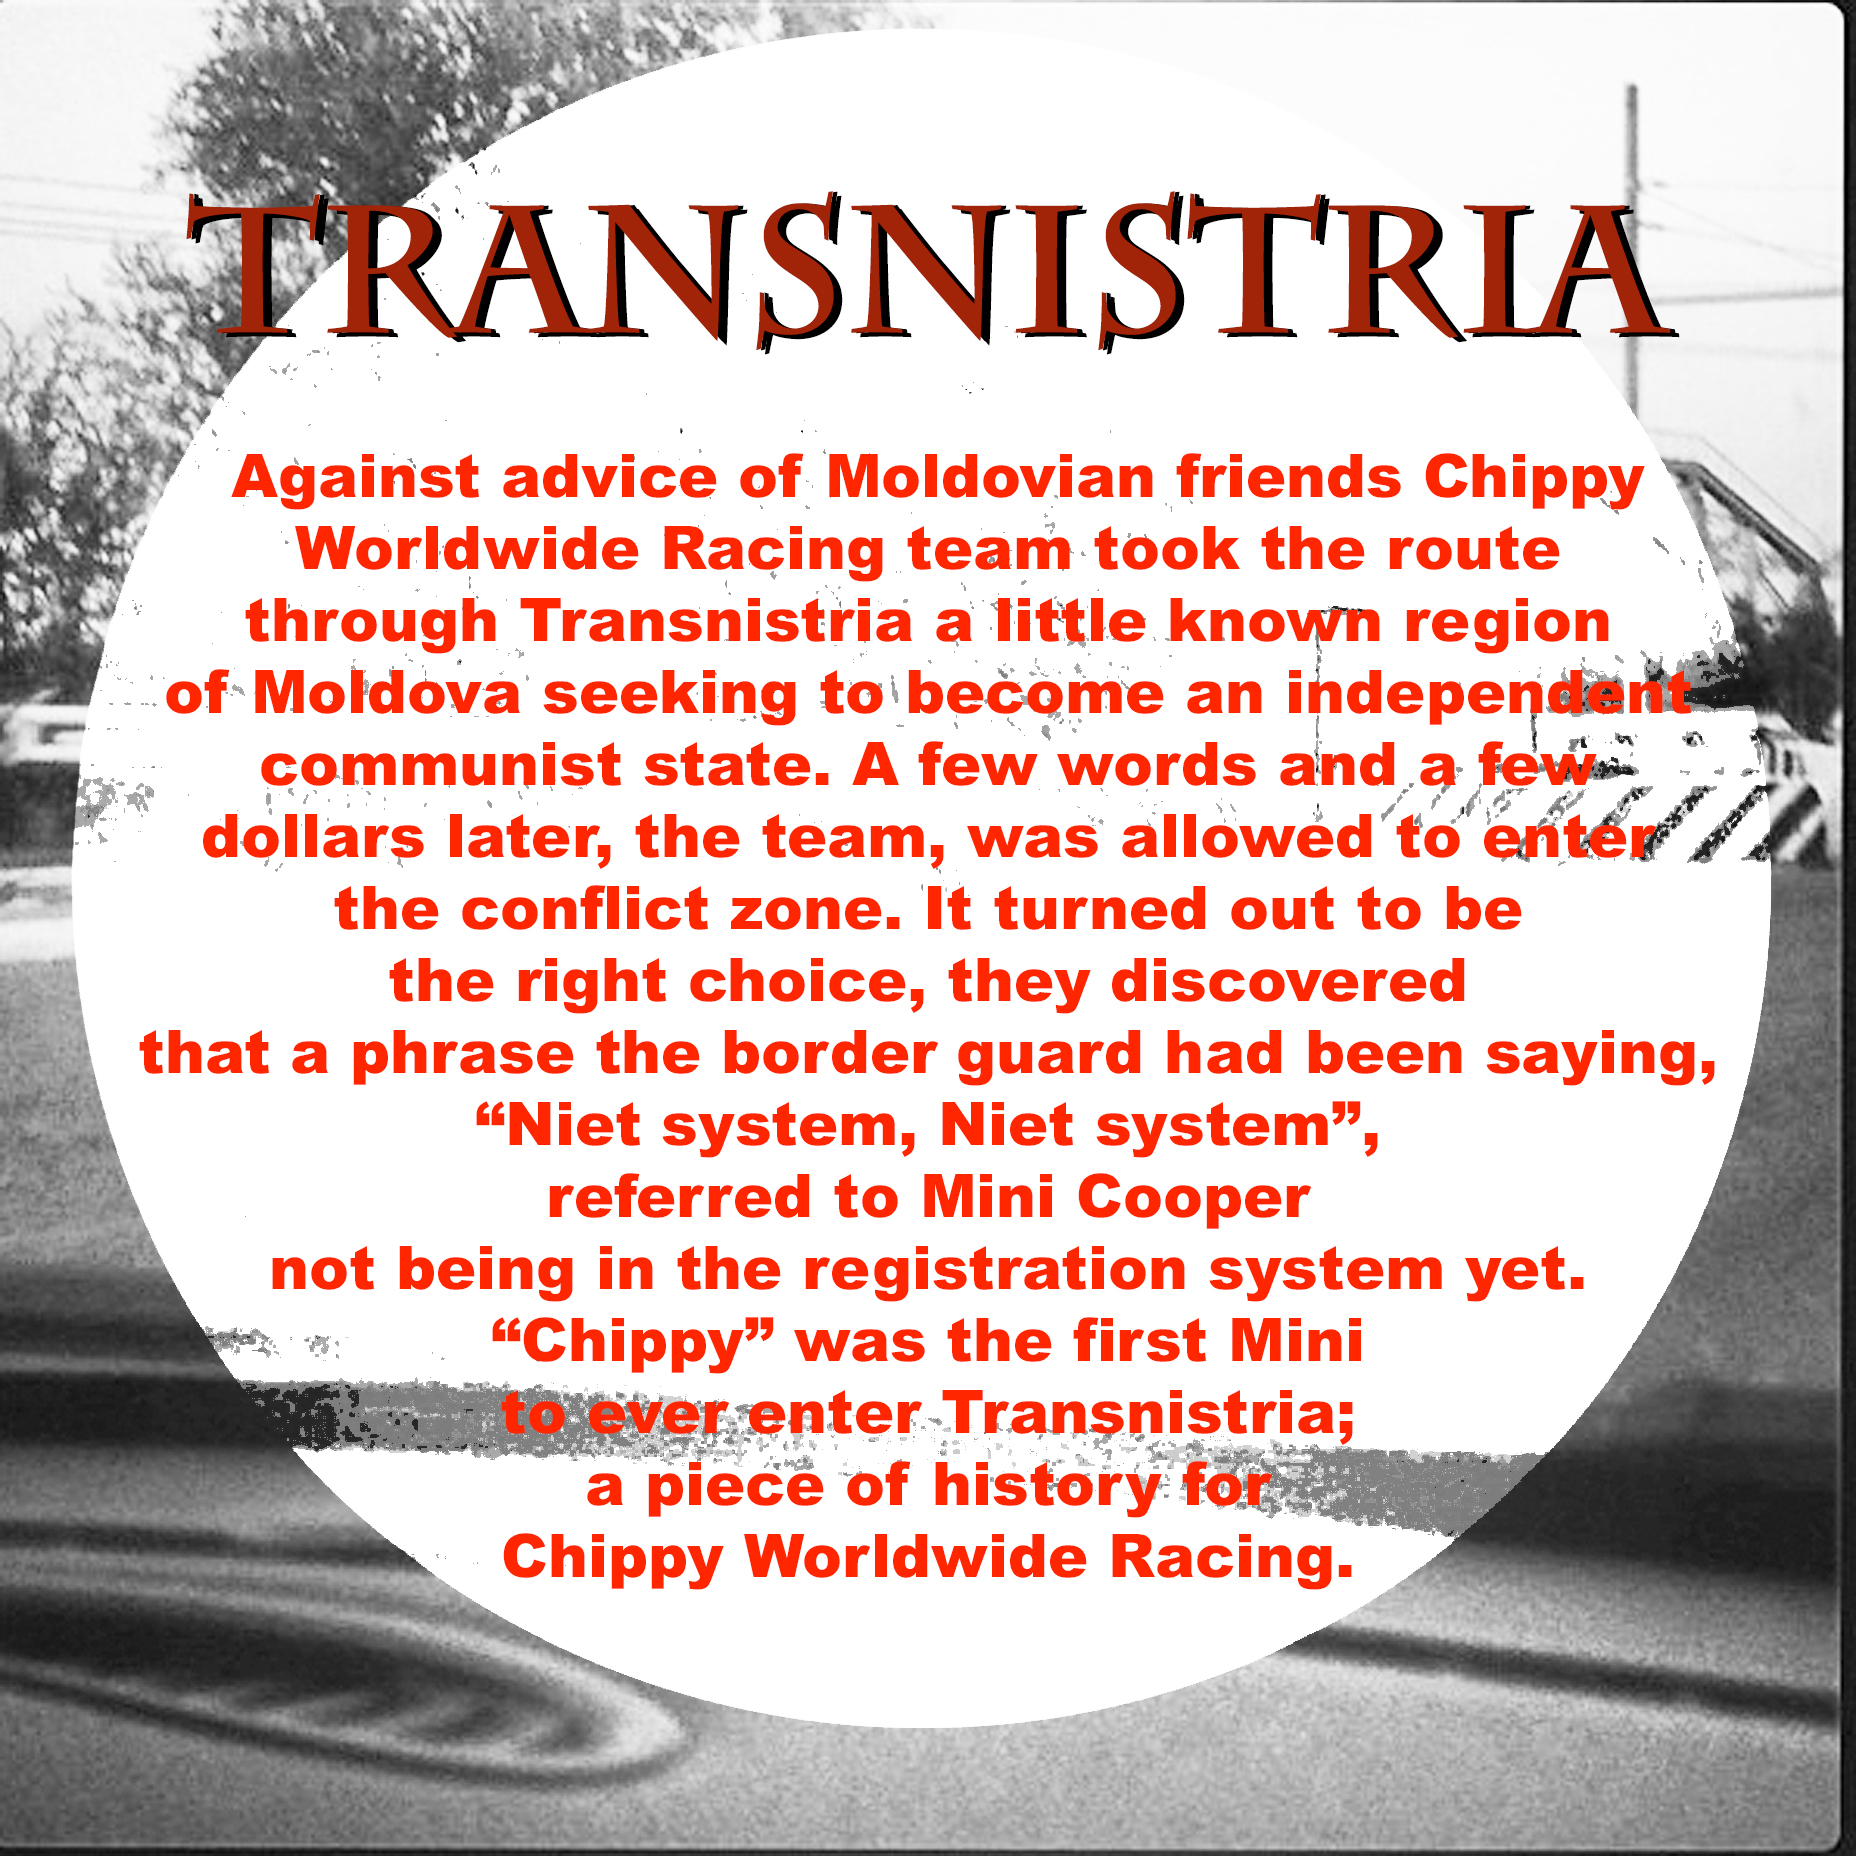 TRANSNISTRIA
Against advice of Moldovian friends Chippy
Worldwide Racing team took the route
through Transnistria a little known region
of Moldova seeking to become an independent
communist state. A few words and a few
dollars later, the team, was allowed to enter
the conflict zone. It turned out to be
the right choice, they discovered
that a phrase the border guard had been saying,
“Niet system, Niet system”,
referred to Mini Cooper
not being in the registration system yet.
“Chippy” was the first Mini
to ever enter Transnistria;
a piece of history for
Chippy Worldwide Racing.